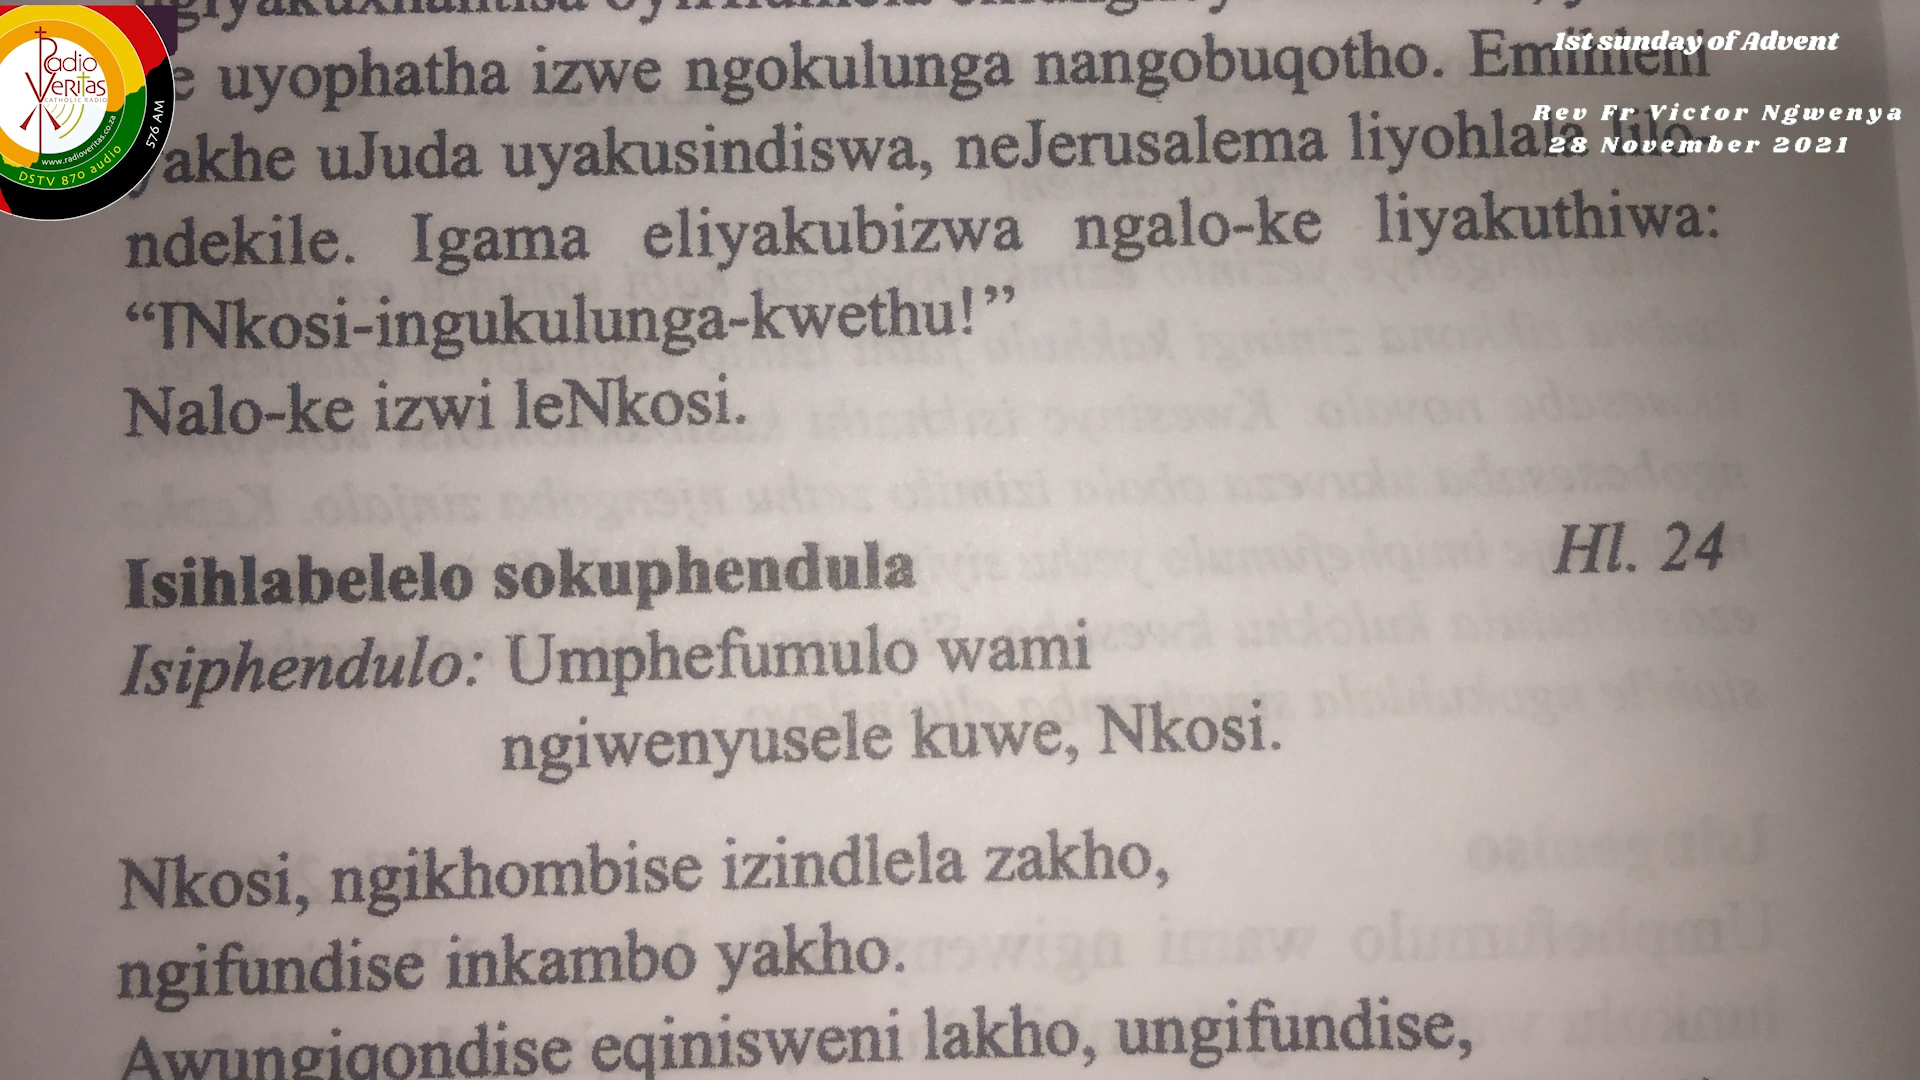 uyophatha izwe ngokulunga nangobuqotho. Emihleni
yakhe uJuda uyakusindiswa, neJerusalema liyohlala lilo-
ndekile. Igama eliyakubizwa ngalo-ke liyakuthiwa:
“INkosi-ingukulunga-kwethu!”
Nalo-ke izwi leNkosi.
Isihlabelelo sokuphendula Hl. 24
Isiphendulo: Umphefumulo wami
ngiwenyusele kuwe, Nkosi.
Nkosi, ngikhombise izindlela zakho,
ngifundise inkambo yakho.
Awungiqondise eqinisweni lakho, ungifundise,
1st sunday of Advent
Rev Fr Victor Ngwenya
28 November 2021
Radio
Veritas
CATHOLIC RADIO
www.radioveritas.co.za
DSTV 870 audio
576 AM